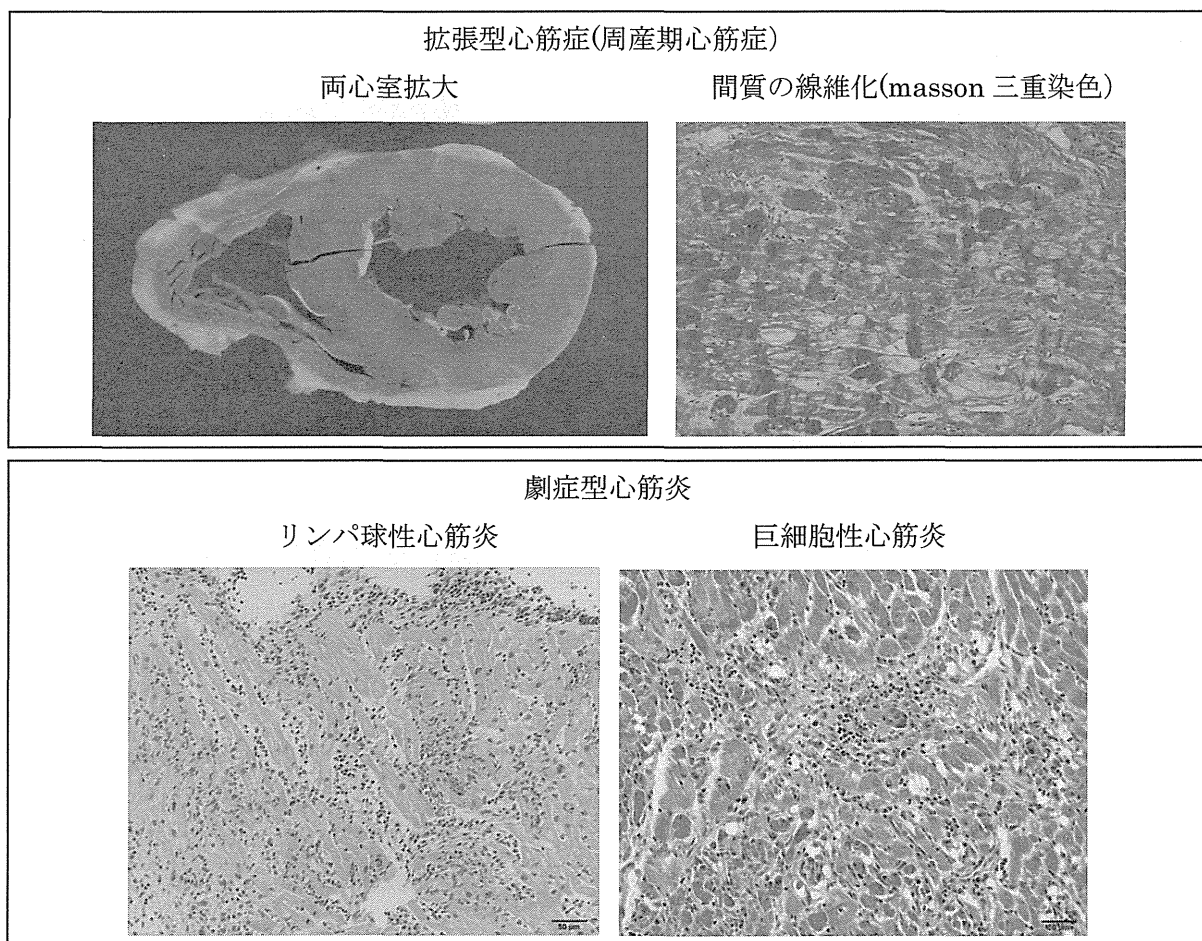 拡張型心筋症(周産期心筋症)
両心室拡大
間質の線維化(masson 三重染色)
劇症型心筋炎
リンパ球性心筋炎
巨細胞性心筋炎
50 μm